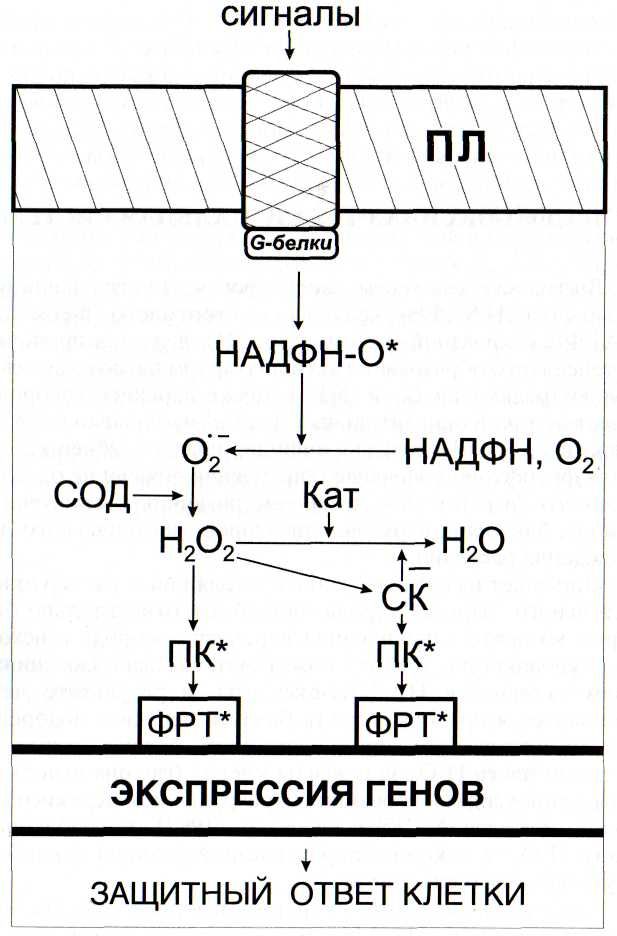 сигналы
ПЛ
G-белки
НАДФН-О*
O₂•− НАДФН, O₂
СОД Кат
H₂O₂ H₂O
СК
ПК* ПК*
ФРТ* ФРТ*
ЭКСПРЕССИЯ ГЕНОВ
ЗАЩИТНЫЙ ОТВЕТ КЛЕТКИ